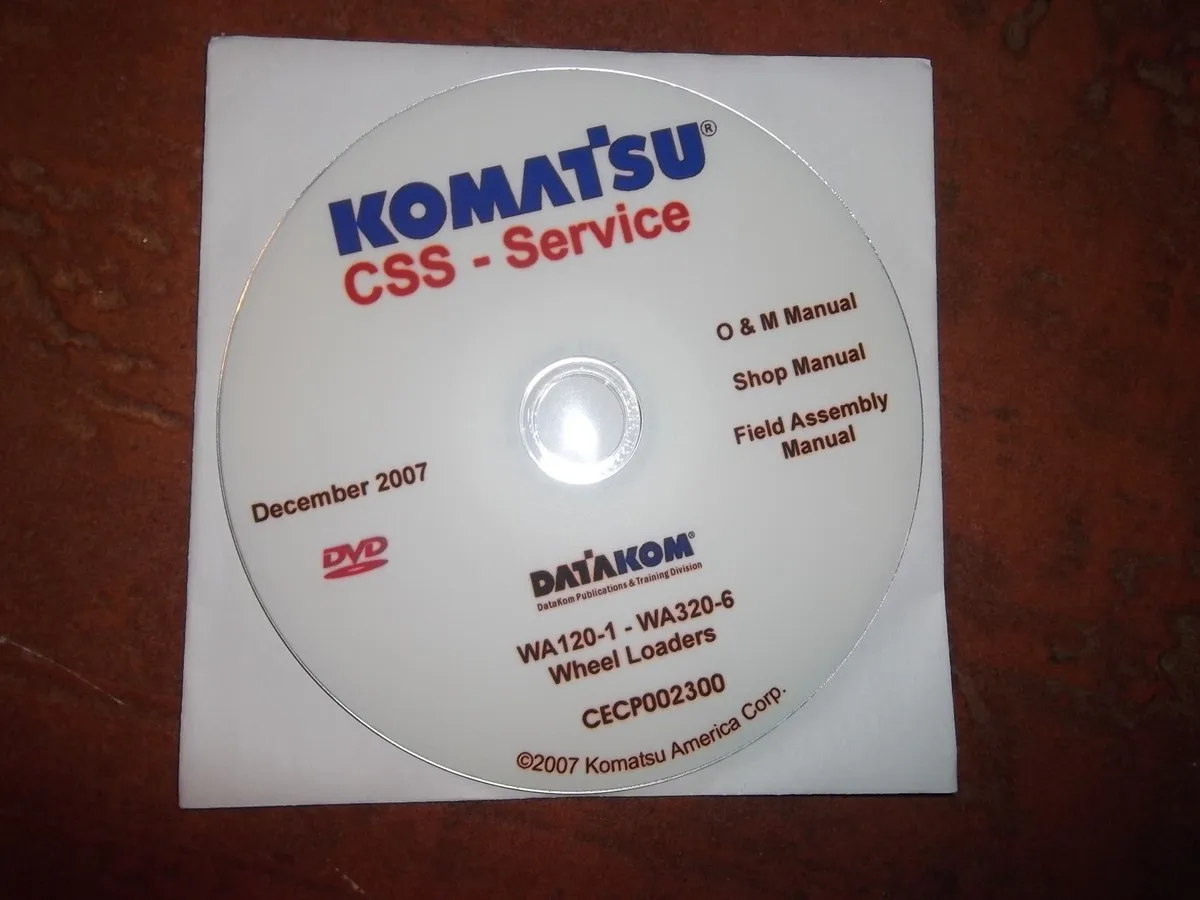 KOMATSU®
CSS - Service
O & M Manual
Shop Manual
Field Assembly
Manual
December 2007
DVD
DATAKOM®
DataKom Publications & Training Division
WA120-1 - WA320-6
Wheel Loaders
CECP002300
©2007 Komatsu America Corp.